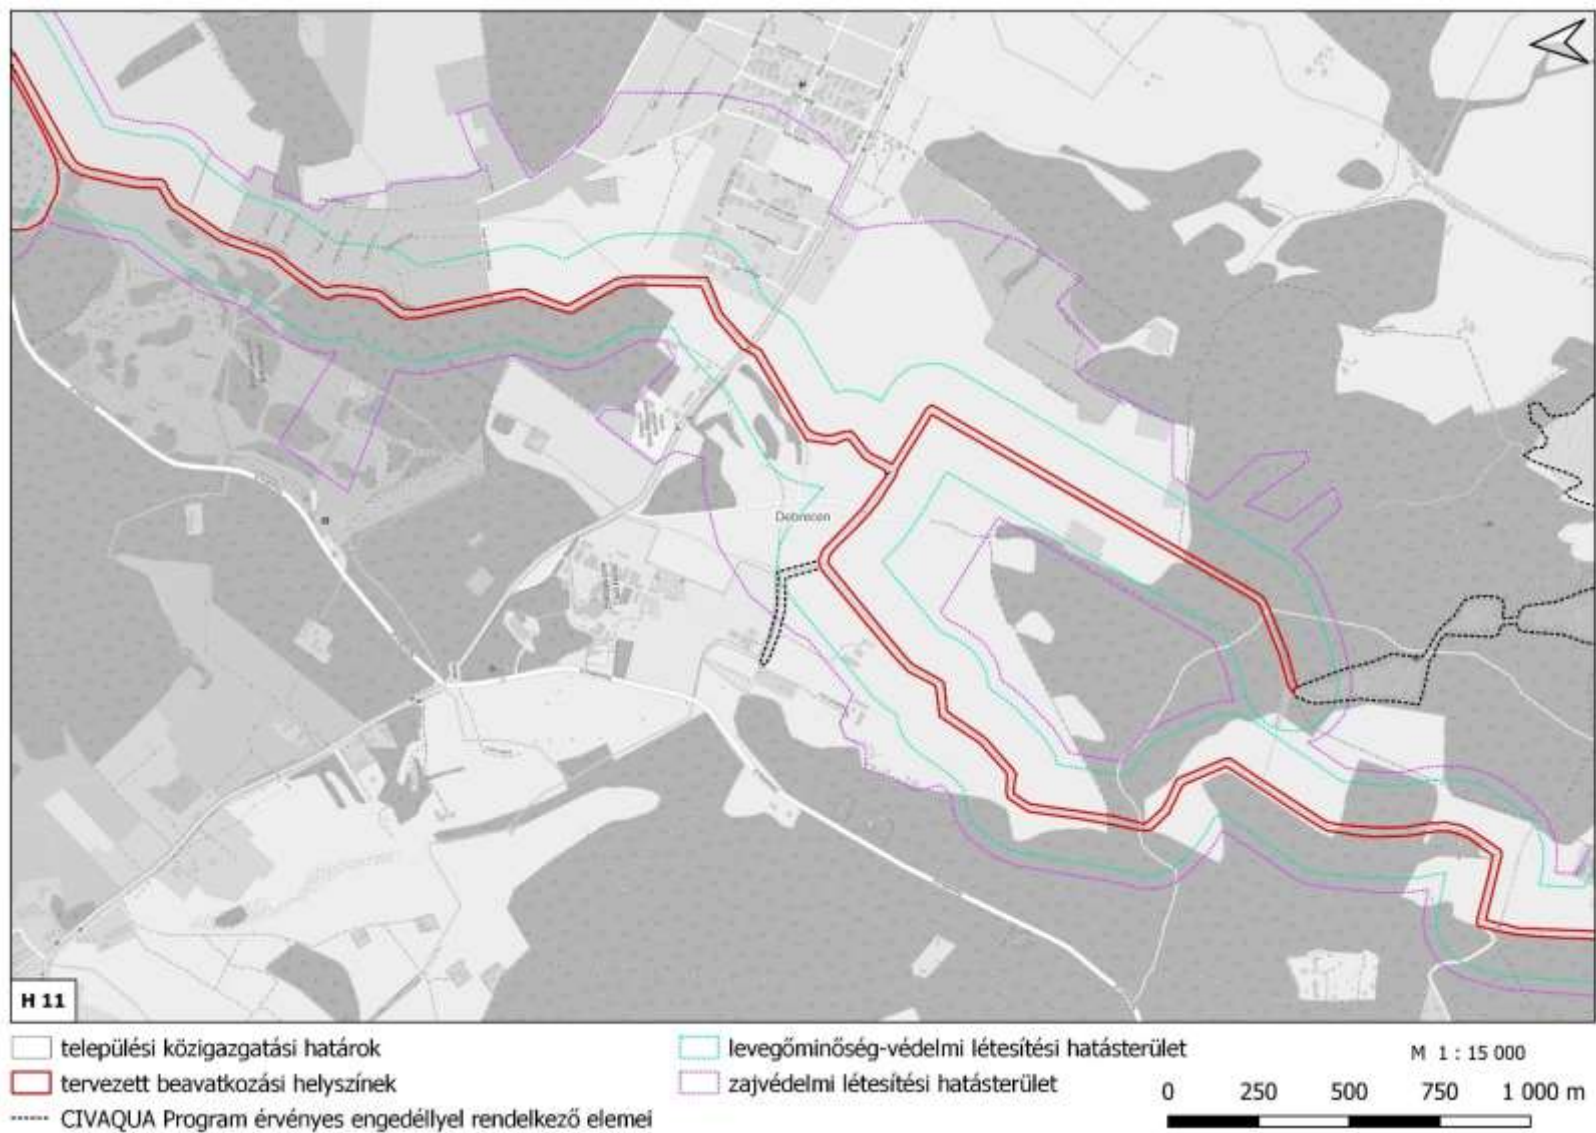 Debrecen
H 11
települési közigazgatási határok
tervezett beavatkozási helyszínek
CIVAQUA Program érvényes engedéllyel rendelkező elemei
levegőminőség-védelmi létesítési hatásterület
zajvédelmi létesítési hatásterület
M 1 : 15 000
0 250 500 750 1 000 m